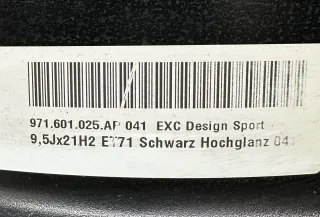 971.601.025.AP 041 EXC Design Sport
9,5Jx21H2 ET71 Schwarz Hochglanz 041